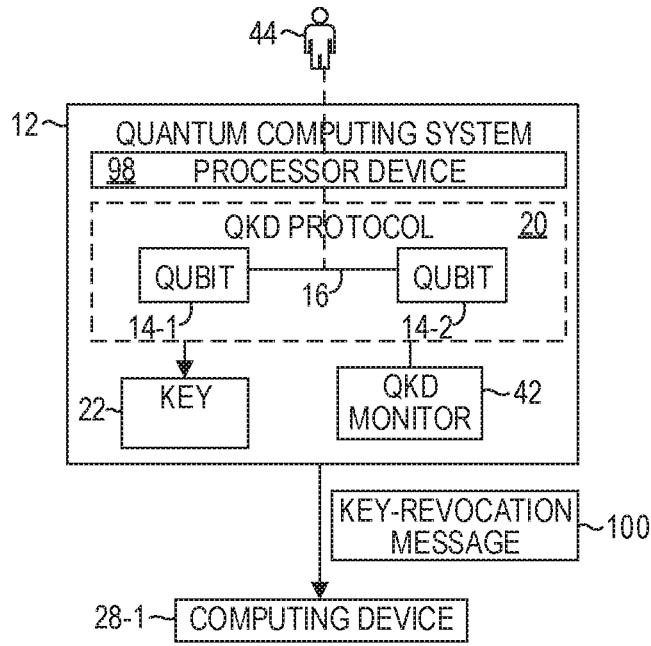 44
12
QUANTUM COMPUTING SYSTEM
98 PROCESSOR DEVICE
QKD PROTOCOL 20
QUBIT QUBIT
16
14-1 14-2
22 KEY
QKD
MONITOR 42
KEY-REVOCATION
MESSAGE 100
28-1 COMPUTING DEVICE